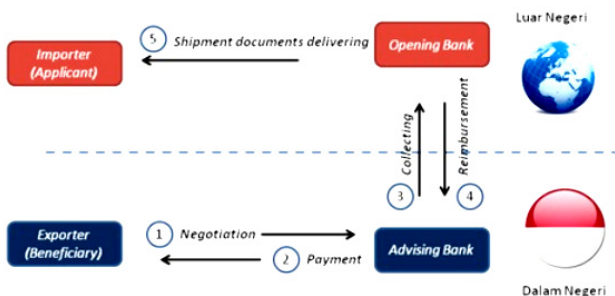 Luar Negeri
5 Shipment documents delivering
Importer
(Applicant)
Opening Bank
Collecting
Reimbursement
3
4
Exporter
(Beneficiary)
1 Negotiation
2 Payment
Advising Bank
Dalam Negeri